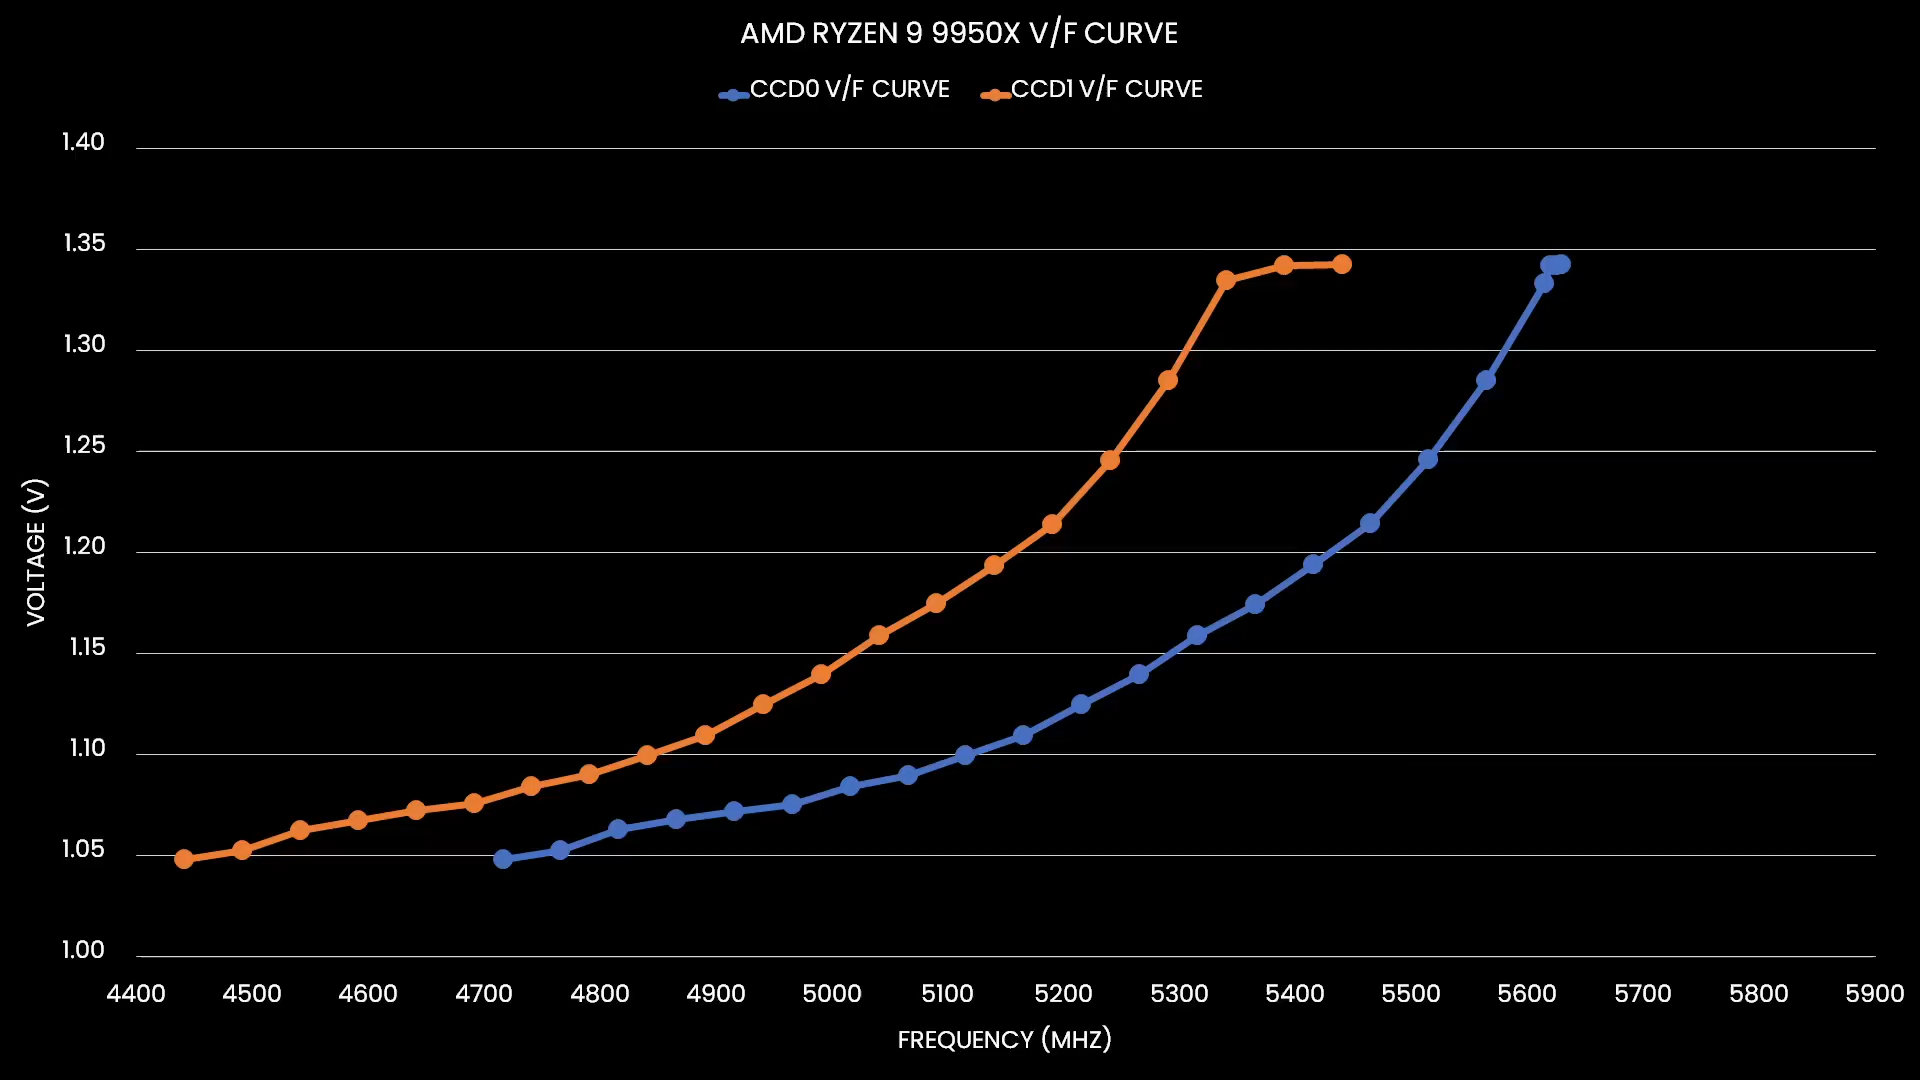 AMD RYZEN 9 9950X V/F CURVE
CCD0 V/F CURVE CCD1 V/F CURVE
1.40
1.35
1.30
1.25
1.20
1.15
1.10
1.05
1.00
VOLTAGE (V)
4400 4500 4600 4700 4800 4900 5000 5100 5200 5300 5400 5500 5600 5700 5800 5900
FREQUENCY (MHZ)